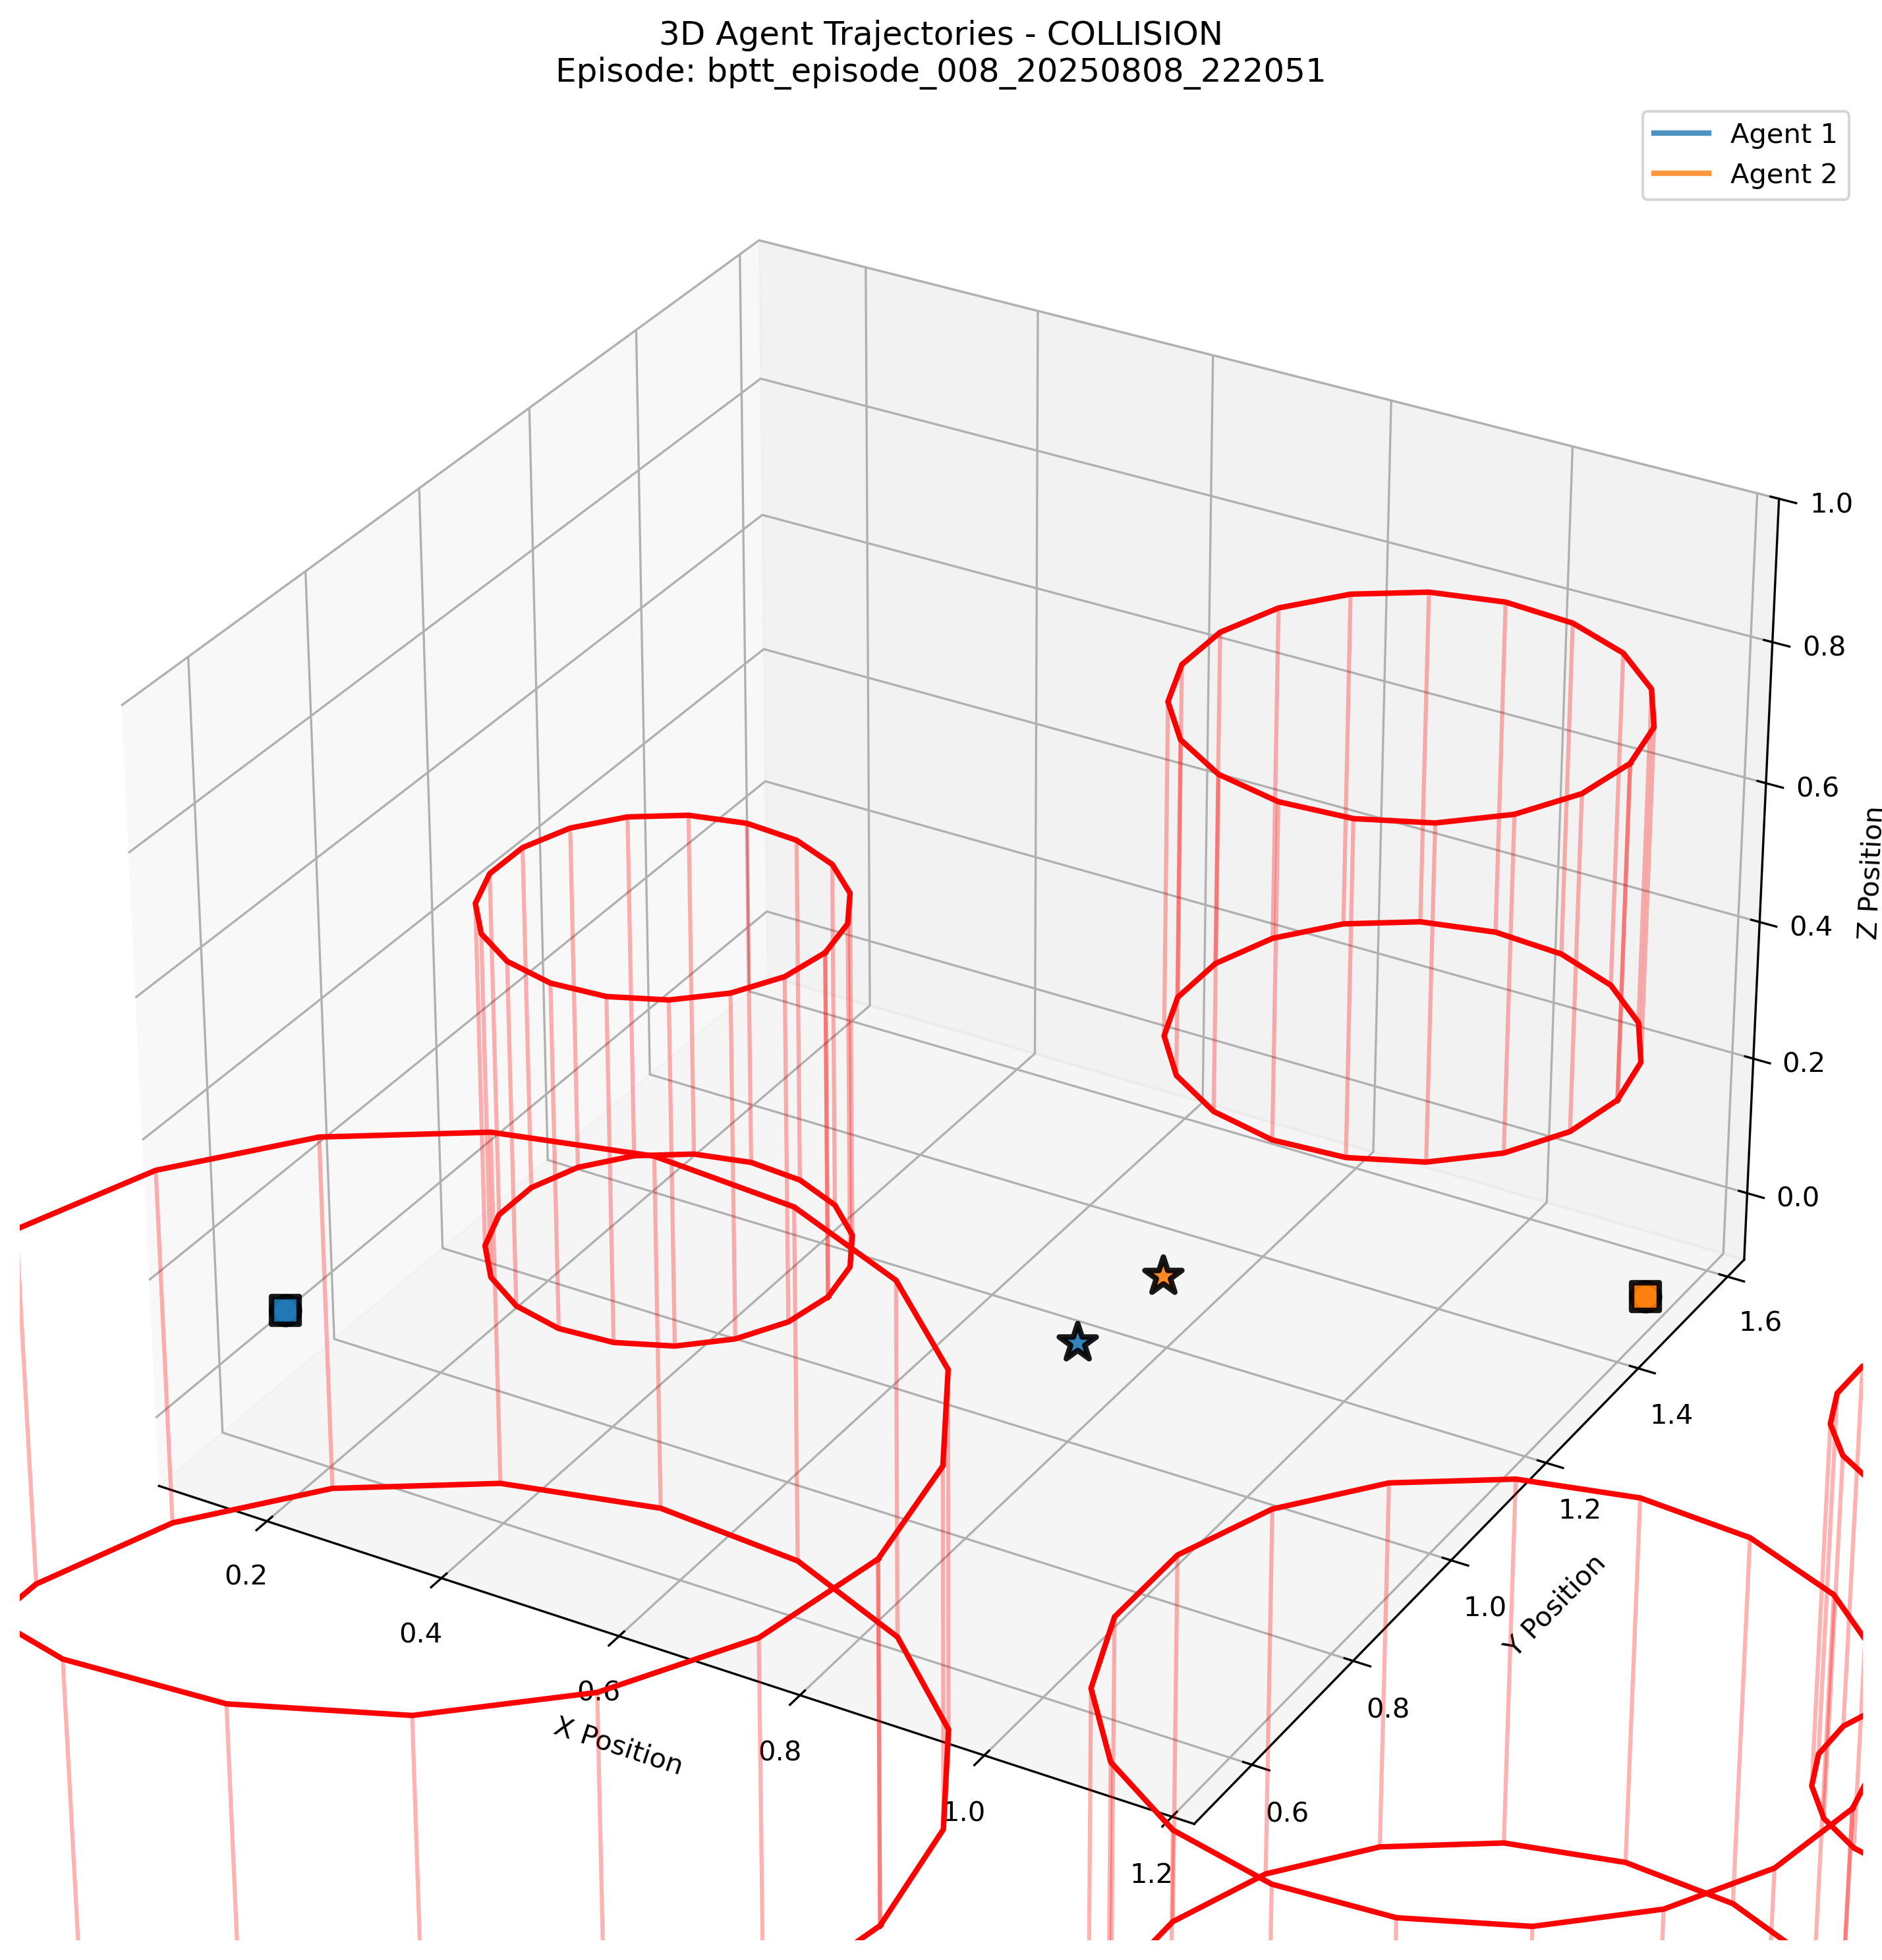 3D Agent Trajectories - COLLISION
Episode: bptt_episode_008_20250808_222051
Agent 1
Agent 2
1.0
0.8
0.6
0.4
0.2
0.0
Z Position
1.6
1.4
1.2
1.0
0.8
0.6
Y Position
0.2
0.4
0.6
0.8
1.0
1.2
X Position